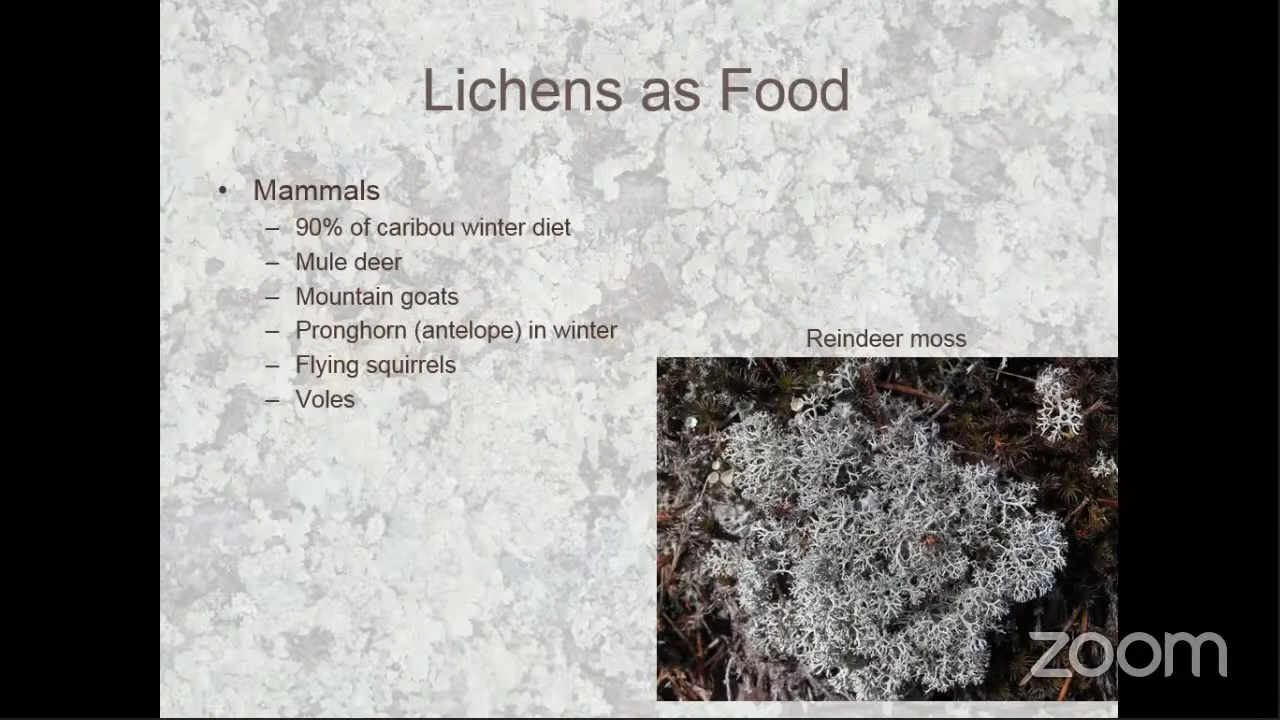 Lichens as Food
• Mammals
– 90% of caribou winter diet
– Mule deer
– Mountain goats
– Pronghorn (antelope) in winter
– Flying squirrels
– Voles
Reindeer moss
zoom